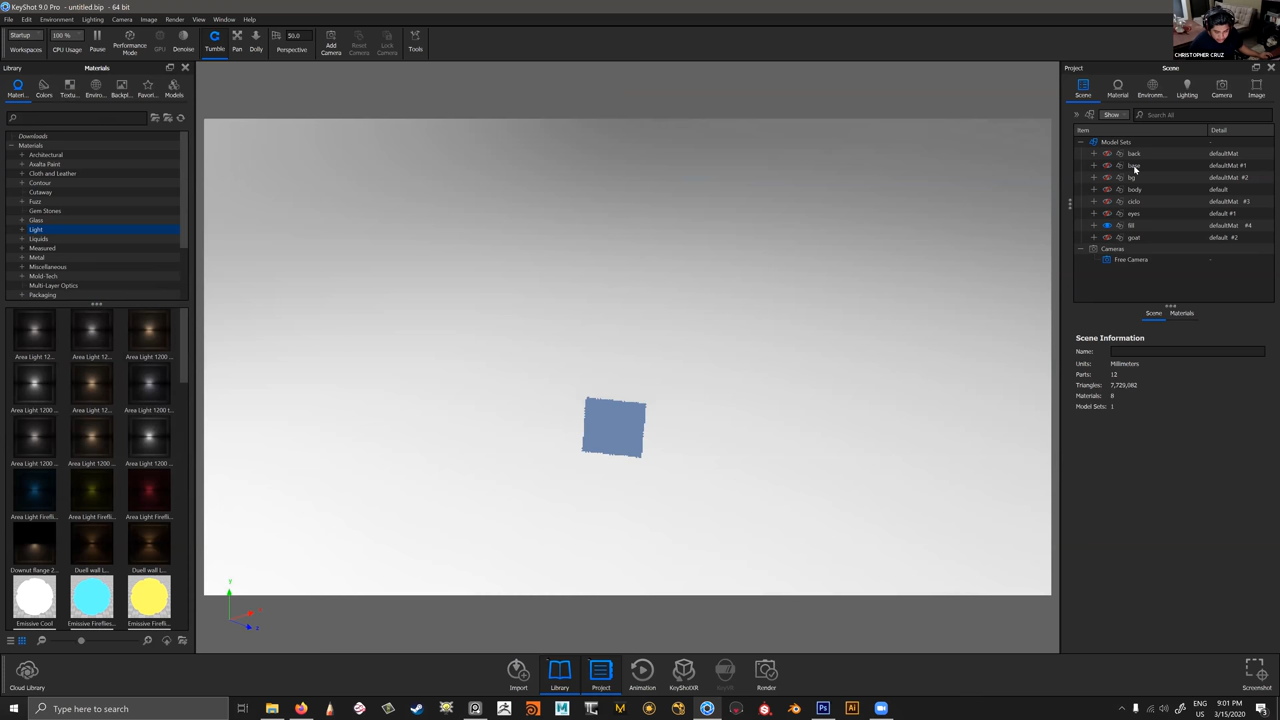 KeyShot 9.0 Pro - untitled.bip - 64 bit
File Edit Environment Lighting Camera Image Render View Window Help
Startup
Workspaces
100 %
CPU Usage
Pause
Performance Mode
GPU
Denoise
Tumble
Pan
Dolly
50.0
Perspective
Add Camera
Reset Camera
Lock Camera
Tools
CHRISTOPHER CRUZ
Library
Materials
Materi...
Colors
Textu...
Enviro...
Backpl...
Favori...
Models
Downloads
Materials
Architectural
Axalta Paint
Cloth and Leather
Contour
Cutaway
Fuzz
Gem Stones
Glass
Light
Liquids
Measured
Metal
Miscellaneous
Mold-Tech
Multi-Layer Optics
Packaging
Area Light 12... Area Light 12... Area Light 1200 ...
Area Light 1200 ... Area Light 12... Area Light 1200 t...
Area Light 1200 ... Area Light 1200 ... Area Light 1200 ...
Area Light Firefli... Area Light Firefli... Area Light Firefli...
Downut flange 2... Duell wall L... Duell wall L...
Emissive Cool Emissive Fireflies... Emissive Firefli...
y
z
Project
Scene
Scene
Material
Environm...
Lighting
Camera
Image
Show
Search All
Item Detail
Model Sets -
back defaultMat
base defaultMat #1
bg defaultMat #2
body default
ciclo defaultMat #3
eyes default #1
fill defaultMat #4
goat default #2
Cameras
Free Camera -
Scene Materials
Scene Information
Name:
Units: Millimeters
Parts: 12
Triangles: 7,729,082
Materials: 8
Model Sets: 1
Cloud Library
Import
Library
Project
Animation
KeyShotXR
KeyVR
Render
Screenshot
Type here to search
ENG
US
9:01 PM
3/15/2020